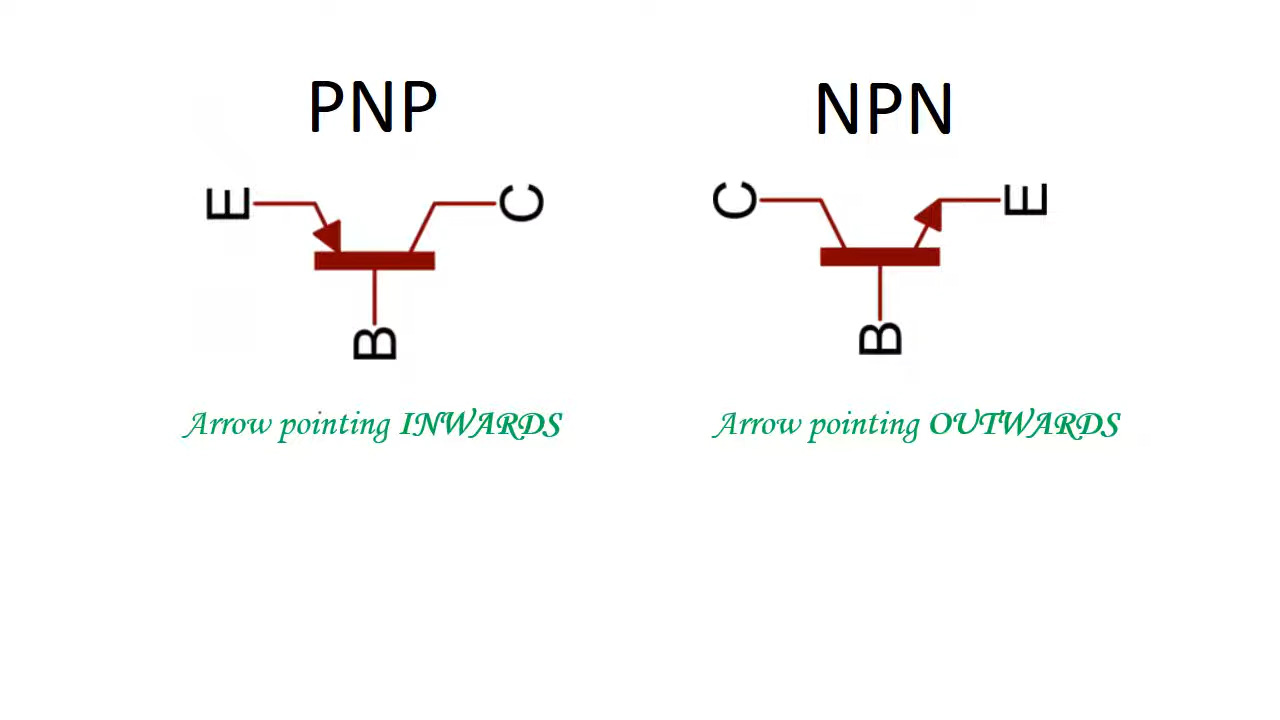 PNP
NPN
E
C
B
C
E
B
Arrow pointing INWARDS
Arrow pointing OUTWARDS